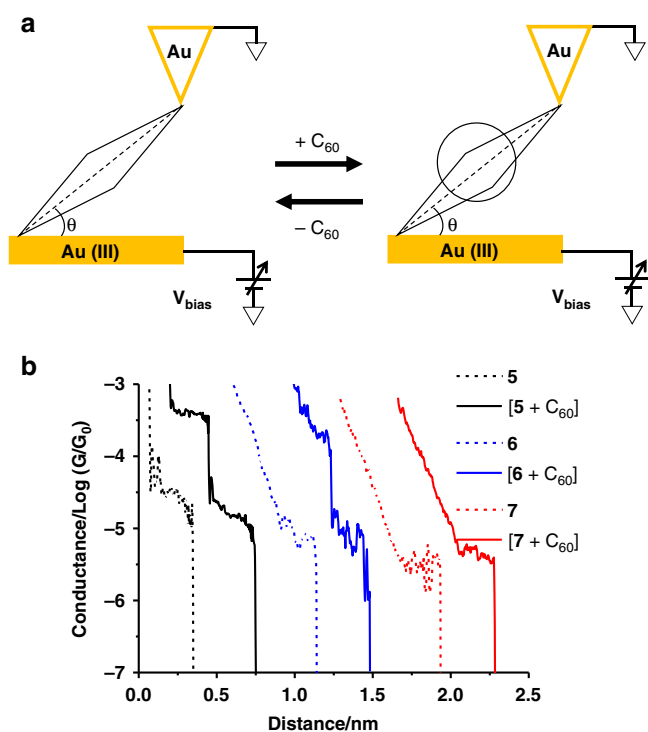 a
Au
Au
+ C60
− C60
θ
θ
Au (III)
Au (III)
Vbias
Vbias
b
Conductance/Log (G/G0)
−3
−4
−5
−6
−7
0.0 0.5 1.0 1.5 2.0 2.5
Distance/nm
5
[5 + C60]
6
[6 + C60]
7
[7 + C60]